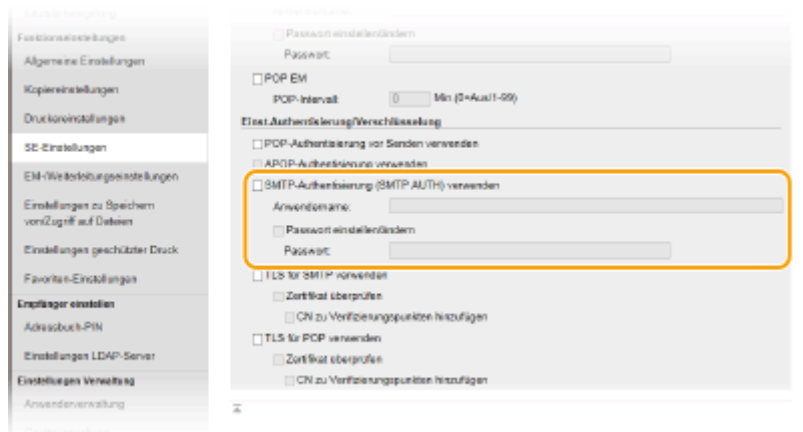 Funktionseinstellungen
Allgemeine Einstellungen
Kopiereinstellungen
Druckereinstellungen
SE-Einstellungen
EM-/Weiterleitungseinstellungen
Einstellungen zu Speichern
von/Zugriff auf Dateien
Einstellungen geschützter Druck
Favoriten-Einstellungen
Empfänger einstellen
Adressbuch-PIN
Einstellungen LDAP-Server
Einstellungen Verwaltung
Anwenderverwaltung
Passwort einstellen/ändern
Passwort:
POP EM
POP-Intervall: 0 Min (0=Aus/1-99)
Einst.Authentisierung/Verschlüsselung
POP-Authentisierung vor Senden verwenden
APOP-Authentisierung verwenden
SMTP-Authentisierung (SMTP AUTH) verwenden
Anwendername:
Passwort einstellen/ändern
Passwort:
TLS für SMTP verwenden
Zertifikat überprüfen
CN zu Verifizierungspunkten hinzufügen
TLS für POP verwenden
Zertifikat überprüfen
CN zu Verifizierungspunkten hinzufügen